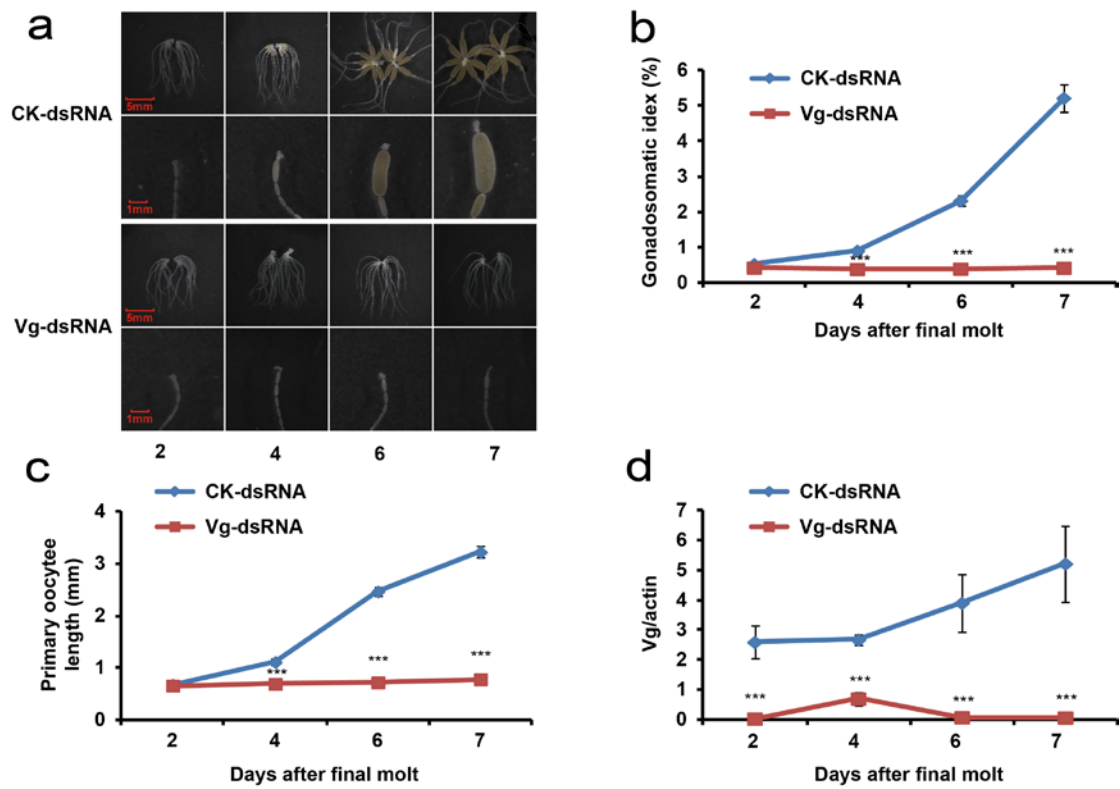 a
CK-dsRNA
5mm
1mm
Vg-dsRNA
5mm
1mm
2 4 6 7
b
CK-dsRNA
Vg-dsRNA
Gonadosomatic idex (%)
6
5
4
3
2
1
0
*** *** ***
2 4 6 7
Days after final molt
c
CK-dsRNA
Vg-dsRNA
Primary oocytee
length (mm)
4
3
2
1
0
*** *** ***
2 4 6 7
Days after final molt
d
CK-dsRNA
Vg-dsRNA
Vg/actin
7
6
5
4
3
2
1
0
*** *** *** ***
2 4 6 7
Days after final molt